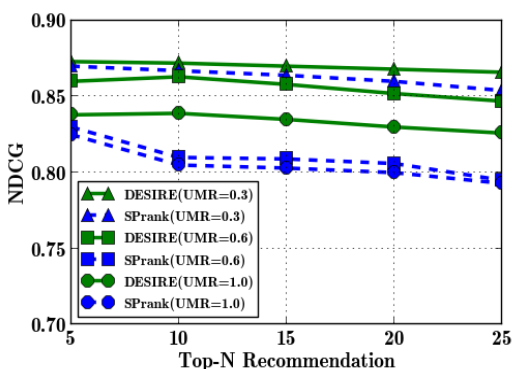 0.90
0.85
0.80
0.75
0.70
NDCG
DESIRE(UMR=0.3)
SPrank(UMR=0.3)
DESIRE(UMR=0.6)
SPrank(UMR=0.6)
DESIRE(UMR=1.0)
SPrank(UMR=1.0)
5 10 15 20 25
Top-N Recommendation